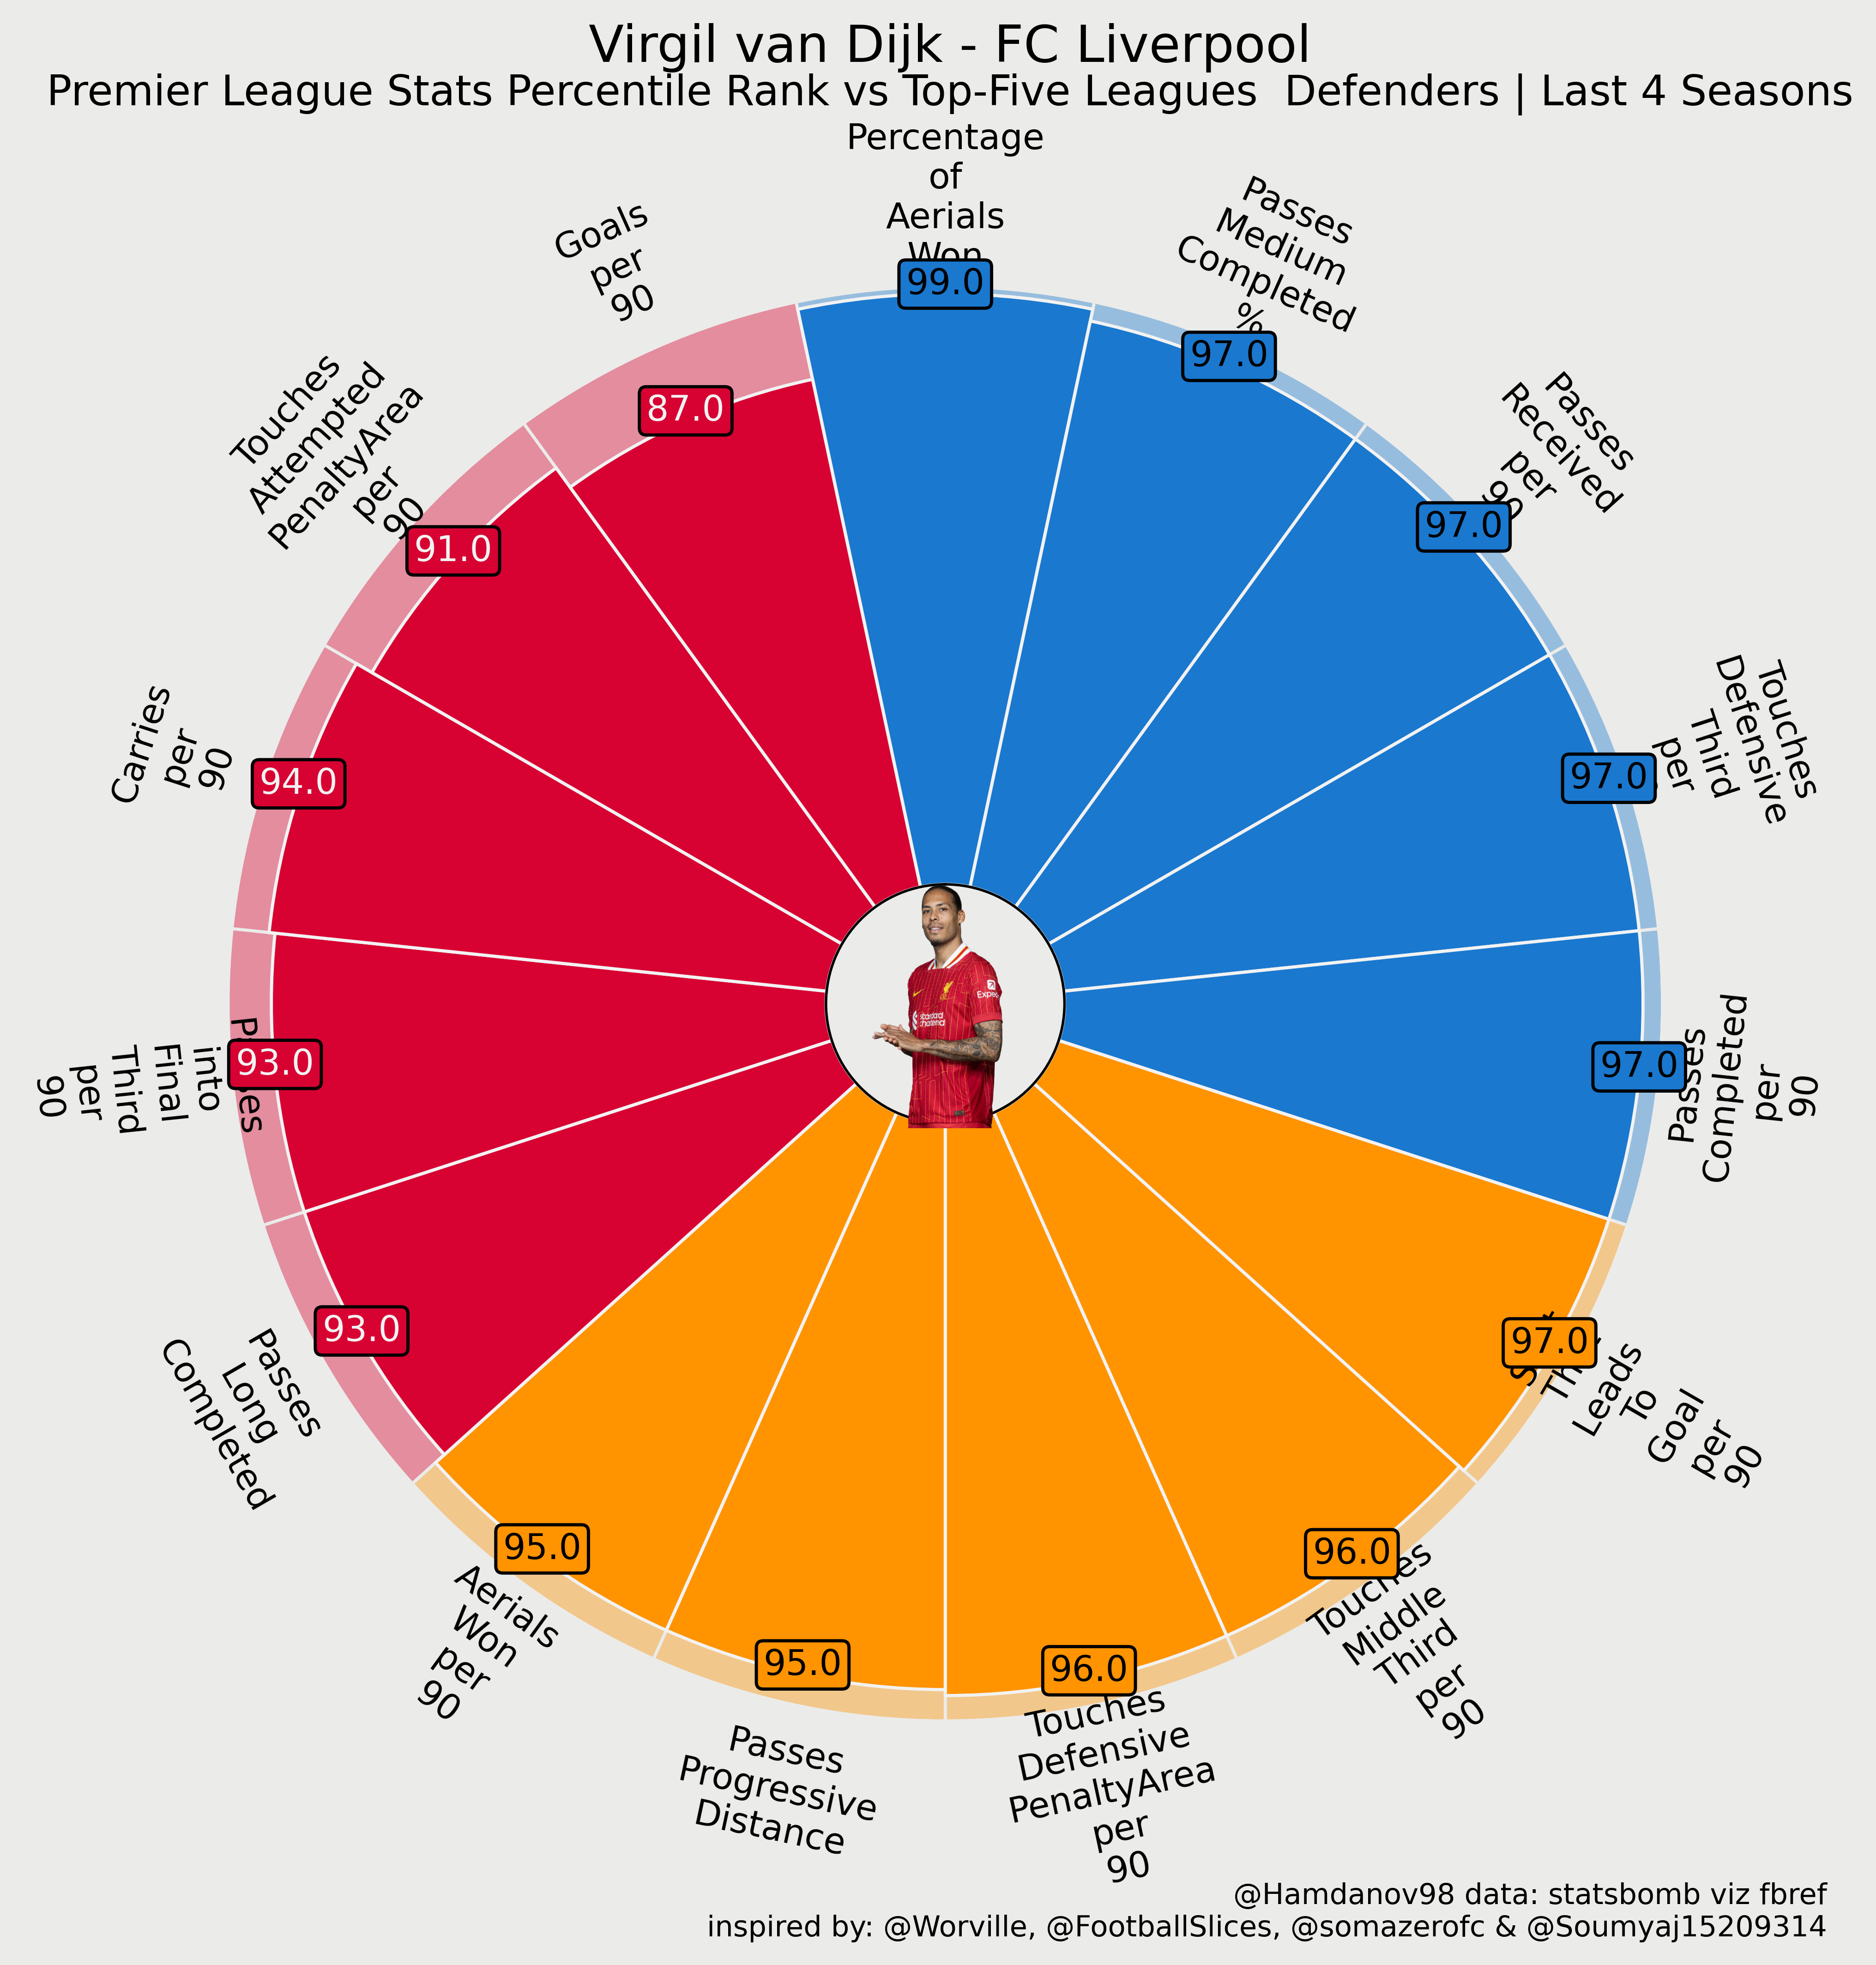 Virgil van Dijk - FC Liverpool
Premier League Stats Percentile Rank vs Top-Five Leagues  Defenders | Last 4 Seasons
Percentage
of
Aerials
Won
99.0
Passes
Medium
Completed
%
97.0
Passes
Received
per
90
97.0
Touches
Defensive
Third
per
97.0
Passes
Completed
per
90
97.0
Leads
To
Goal
per
90
97.0
Touches
Middle
Third
per
90
96.0
Touches
Defensive
PenaltyArea
per
90
96.0
Passes
Progressive
Distance
95.0
Aerials
Won
per
90
95.0
Passes
Long
Completed
93.0
Passes
into
Final
Third
per
90
93.0
Carries
per
90
94.0
Touches
Attempted
PenaltyArea
per
90
91.0
Goals
per
90
87.0
standard
chartered
@Hamdanov98 data: statsbomb viz fbref
inspired by: @Worville, @FootballSlices, @somazerofc & @Soumyaj15209314